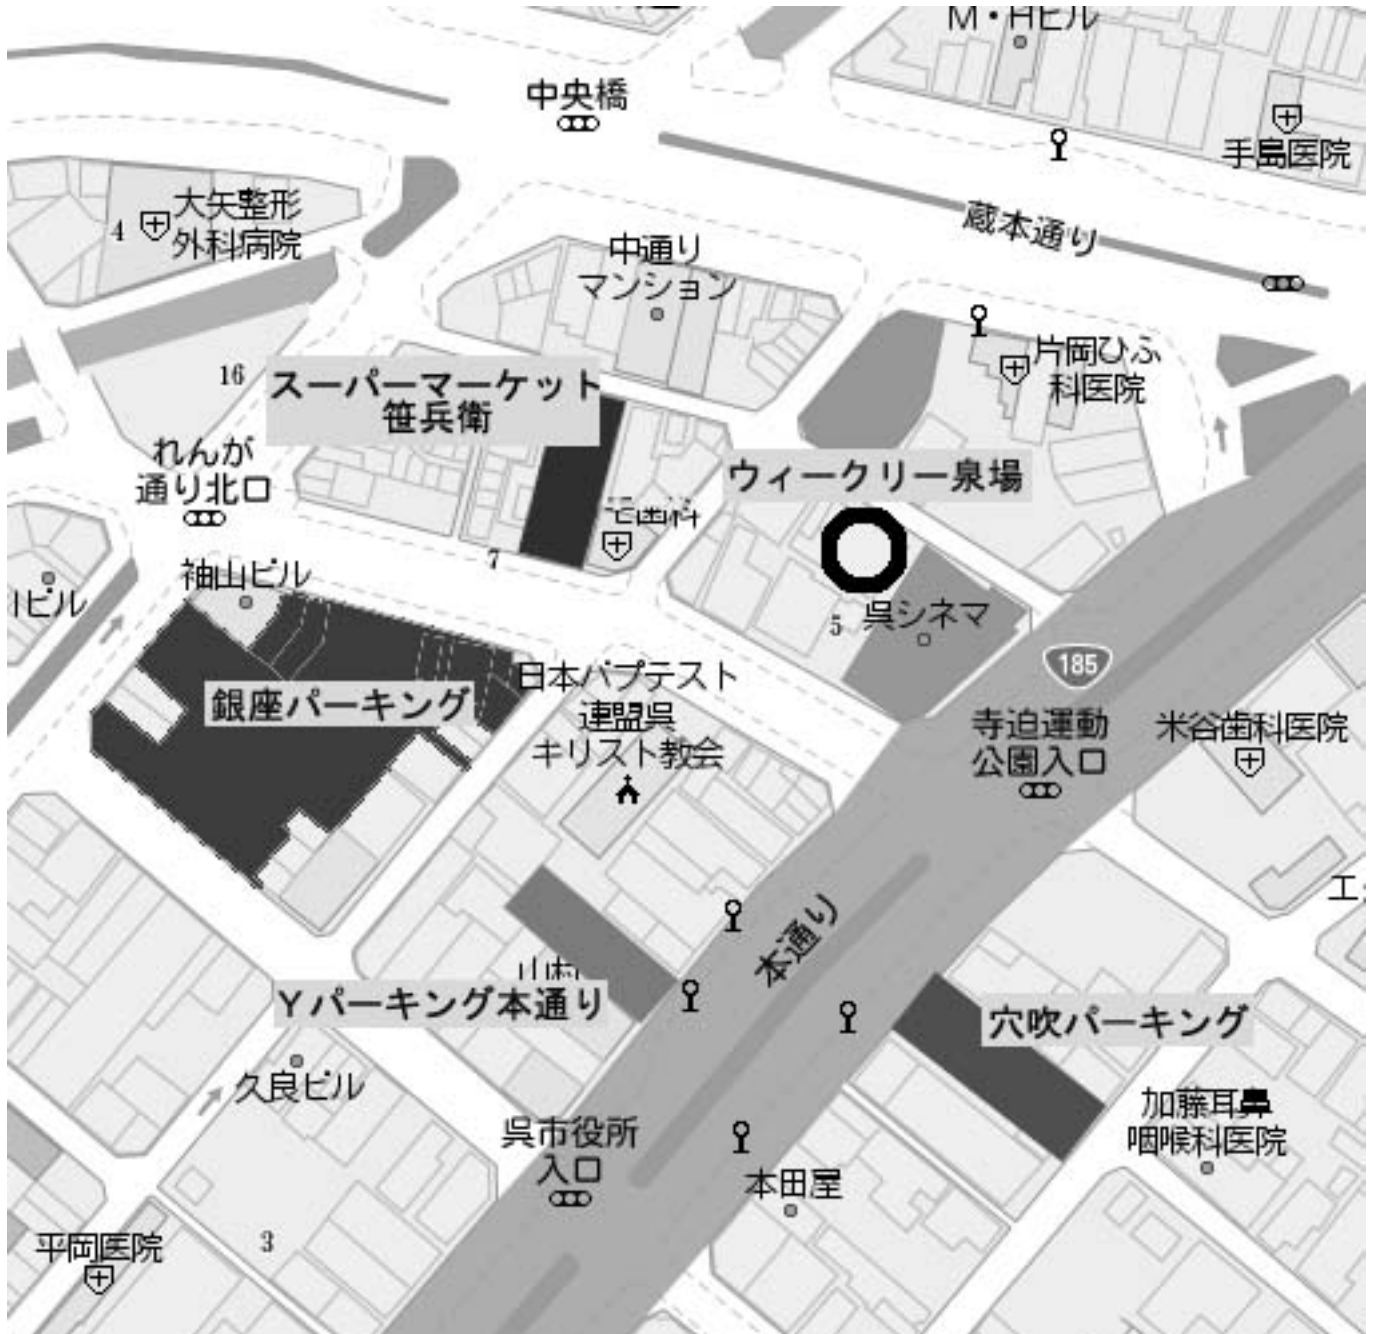 M・Hビル
中央橋
手島医院
大矢整形
外科病院
4
蔵本通り
中通り
マンション
片岡ひふ
科医院
16
スーパーマーケット
笹兵衛
れんが
通り北口
ウィークリー泉場
歯科
7
袖山ビル
ビル
呉シネマ
5
185
銀座パーキング
日本バプテスト
連盟呉
キリスト教会
寺迫運動
公園入口
米谷歯科医院
本通り
山村
Yパーキング本通り
穴吹パーキング
久良ビル
加藤耳鼻
咽喉科医院
呉市役所
入口
本田屋
3
平岡医院